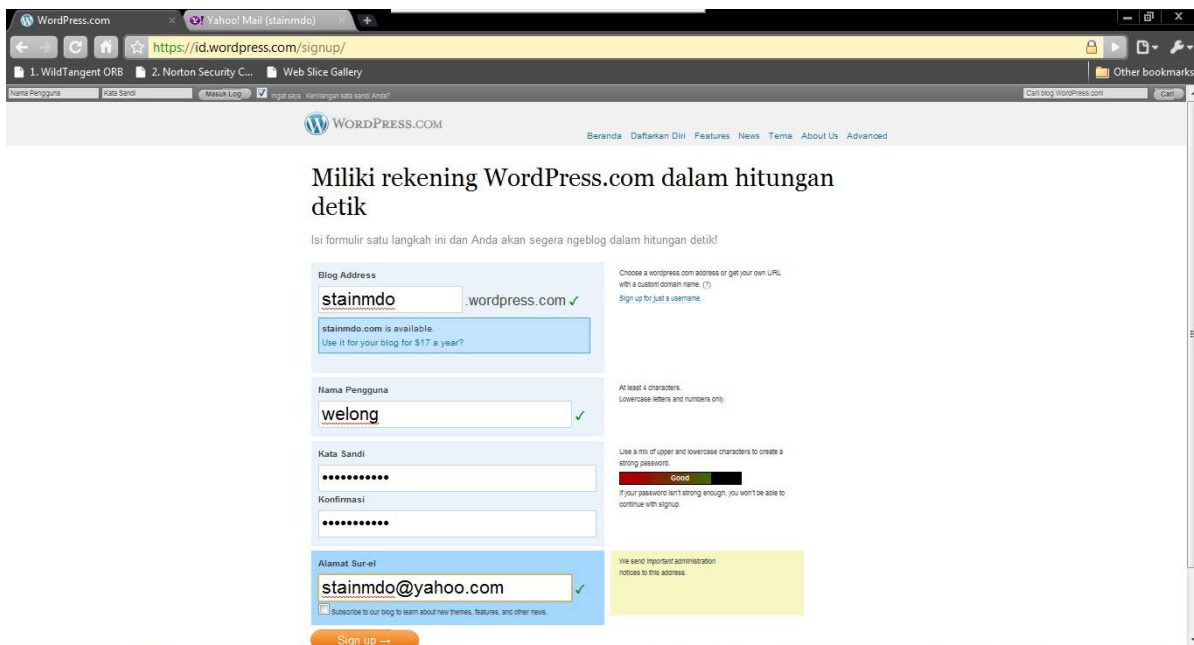 WordPress.com
Yahoo! Mail (stainmdo)
https://id.wordpress.com/signup/
1. WildTangent ORB
2. Norton Security C...
Web Slice Gallery
Other bookmarks
Nama Pengguna
Kata Sandi
Masuk Log
Ingat saya
Kehilangan kata sandi Anda?
Cari blog WordPress.com
Cari
WORDPRESS.COM
Beranda Daftarkan Diri Features News Tema About Us Advanced
Miliki rekening WordPress.com dalam hitungan
detik
Isi formulir satu langkah ini dan Anda akan segera ngeblog dalam hitungan detik!
Blog Address
stainmdo .wordpress.com ✓
stainmdo.com is available.
Use it for your blog for $17 a year?
Choose a wordpress.com address or get your own URL
with a custom domain name. (?)
Sign up for just a username.
Nama Pengguna
welong ✓
At least 4 characters.
Lowercase letters and numbers only.
Kata Sandi
•••••••••••
Konfirmasi
•••••••••••
Use a mix of upper and lowercase characters to create a
strong password.
Good
If your password isn't strong enough, you won't be able to
continue with signup.
Alamat Sur-el
stainmdo@yahoo.com ✓
Subscribe to our blog to learn about new themes, features, and other news.
We send important administration
notices to this address.
Sign up →